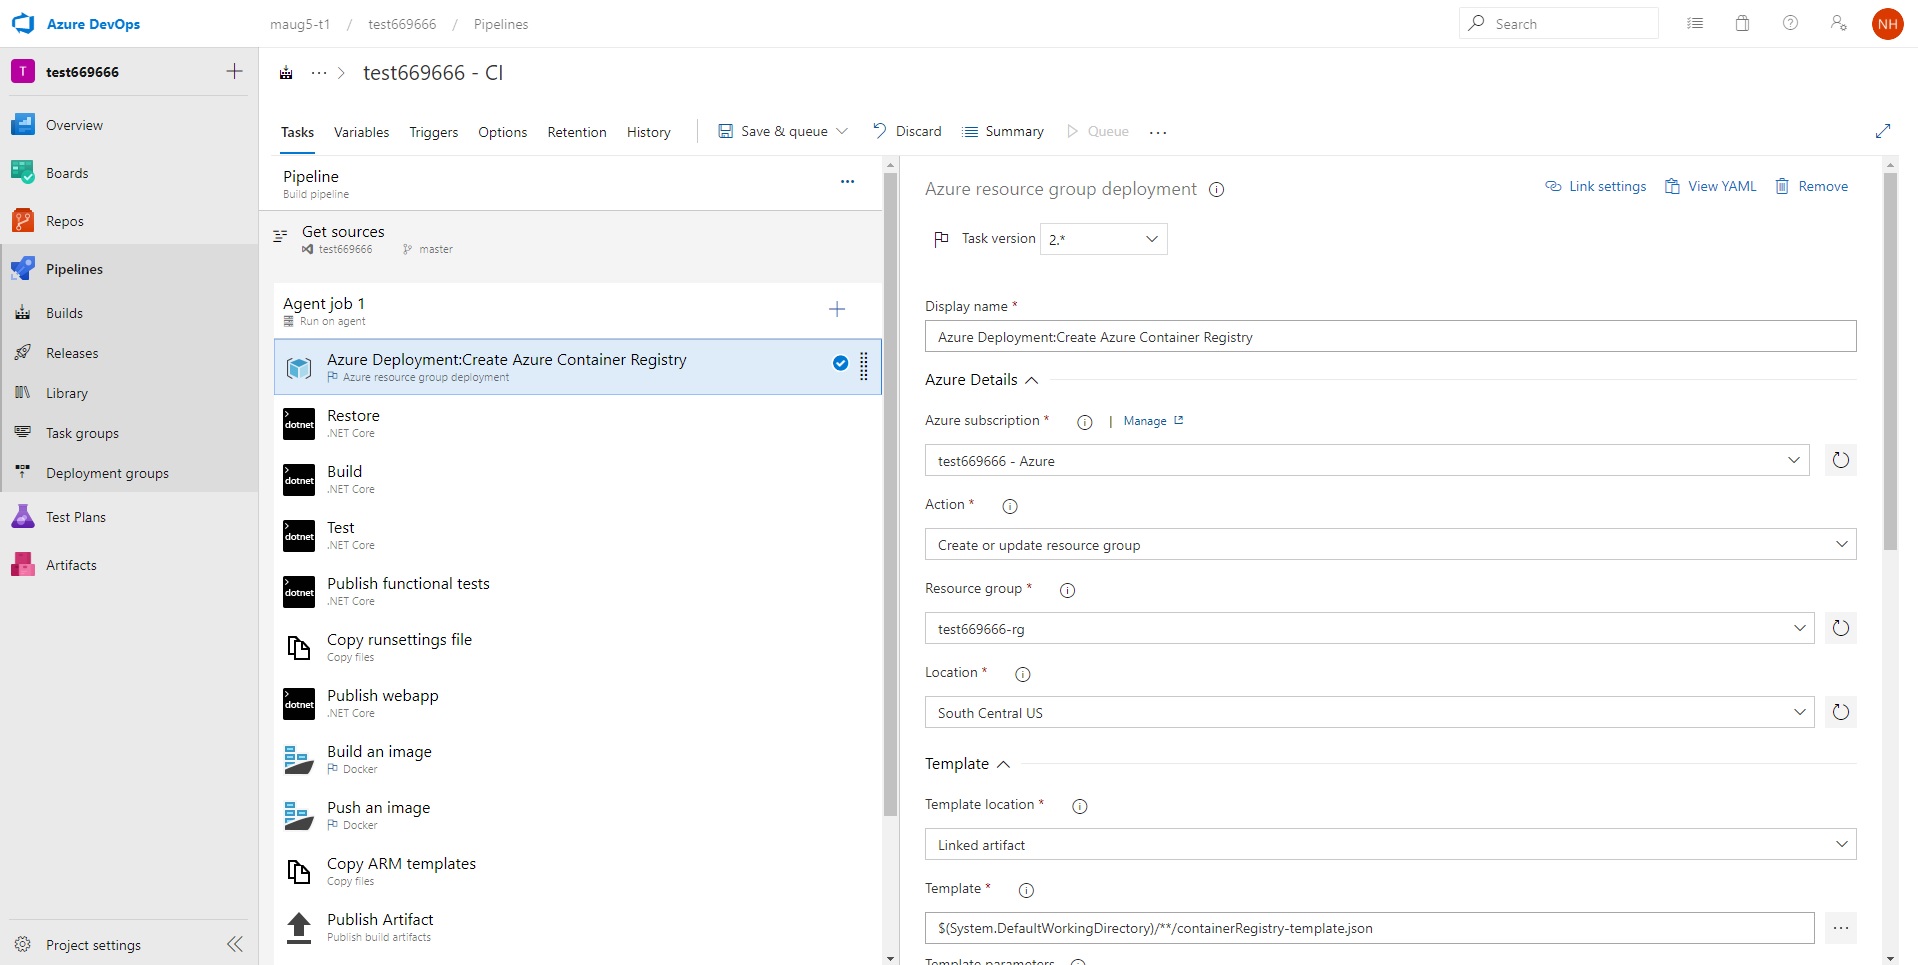 Azure DevOps
maug5-t1 / test669666 / Pipelines
Search
NH
T test669666
Overview
Boards
Repos
Pipelines
Builds
Releases
Library
Task groups
Deployment groups
Test Plans
Artifacts
Project settings
... > test669666 - CI
Tasks Variables Triggers Options Retention History Save & queue Discard Summary Queue ...
Pipeline
Build pipeline
...
Get sources
test669666 master
Agent job 1
Run on agent
Azure Deployment:Create Azure Container Registry
Azure resource group deployment
dotnet
Restore
.NET Core
dotnet
Build
.NET Core
dotnet
Test
.NET Core
dotnet
Publish functional tests
.NET Core
Copy runsettings file
Copy files
dotnet
Publish webapp
.NET Core
Build an image
Docker
Push an image
Docker
Copy ARM templates
Copy files
Publish Artifact
Publish build artifacts
Azure resource group deployment
Link settings View YAML Remove
Task version 2.*
Display name *
Azure Deployment:Create Azure Container Registry
Azure Details
Azure subscription * | Manage
test669666 - Azure
Action *
Create or update resource group
Resource group *
test669666-rg
Location *
South Central US
Template
Template location *
Linked artifact
Template *
$(System.DefaultWorkingDirectory)/**/containerRegistry-template.json
...
Template parameters